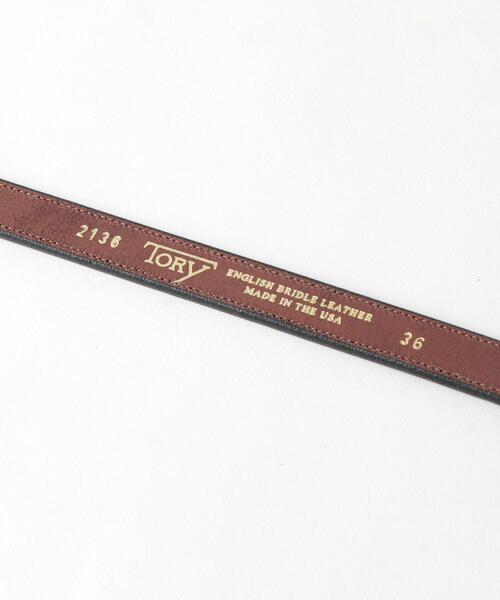 2136
TORY
ENGLISH BRIDLE LEATHER
MADE IN THE USA
36